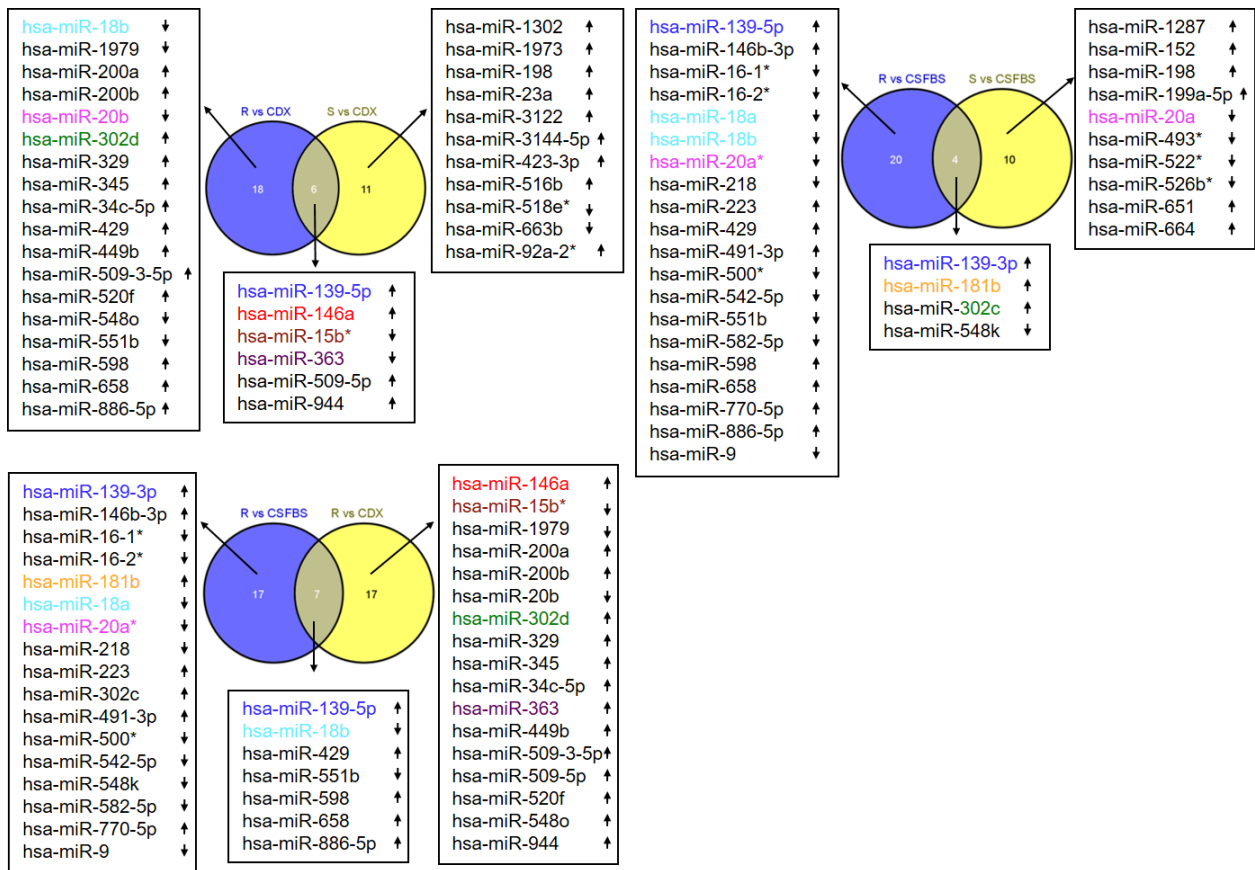 hsa-miR-18b ↓
hsa-miR-1979 ↓
hsa-miR-200a ↑
hsa-miR-200b ↑
hsa-miR-20b ↓
hsa-miR-302d ↑
hsa-miR-329 ↑
hsa-miR-345 ↑
hsa-miR-34c-5p ↑
hsa-miR-429 ↑
hsa-miR-449b ↑
hsa-miR-509-3-5p ↑
hsa-miR-520f ↑
hsa-miR-548o ↓
hsa-miR-551b ↓
hsa-miR-598 ↑
hsa-miR-658 ↑
hsa-miR-886-5p ↑
R vs CDX S vs CDX
18 6 11
hsa-miR-139-5p ↑
hsa-miR-146a ↑
hsa-miR-15b* ↓
hsa-miR-363 ↓
hsa-miR-509-5p ↑
hsa-miR-944 ↑
hsa-miR-1302 ↑
hsa-miR-1973 ↑
hsa-miR-198 ↑
hsa-miR-23a ↑
hsa-miR-3122 ↑
hsa-miR-3144-5p ↑
hsa-miR-423-3p ↑
hsa-miR-516b ↑
hsa-miR-518e* ↓
hsa-miR-663b ↓
hsa-miR-92a-2* ↑
hsa-miR-139-5p ↑
hsa-miR-146b-3p ↑
hsa-miR-16-1* ↓
hsa-miR-16-2* ↓
hsa-miR-18a ↓
hsa-miR-18b ↓
hsa-miR-20a* ↓
hsa-miR-218 ↓
hsa-miR-223 ↑
hsa-miR-429 ↑
hsa-miR-491-3p ↑
hsa-miR-500* ↓
hsa-miR-542-5p ↓
hsa-miR-551b ↓
hsa-miR-582-5p ↓
hsa-miR-598 ↑
hsa-miR-658 ↑
hsa-miR-770-5p ↑
hsa-miR-886-5p ↑
hsa-miR-9 ↓
R vs CSFBS S vs CSFBS
20 4 10
hsa-miR-139-3p ↑
hsa-miR-181b ↑
hsa-miR-302c ↑
hsa-miR-548k ↓
hsa-miR-1287 ↑
hsa-miR-152 ↑
hsa-miR-198 ↑
hsa-miR-199a-5p ↑
hsa-miR-20a ↓
hsa-miR-493* ↓
hsa-miR-522* ↓
hsa-miR-526b* ↓
hsa-miR-651 ↑
hsa-miR-664 ↑
hsa-miR-139-3p ↑
hsa-miR-146b-3p ↑
hsa-miR-16-1* ↓
hsa-miR-16-2* ↓
hsa-miR-181b ↑
hsa-miR-18a ↓
hsa-miR-20a* ↓
hsa-miR-218 ↓
hsa-miR-223 ↑
hsa-miR-302c ↑
hsa-miR-491-3p ↑
hsa-miR-500* ↓
hsa-miR-542-5p ↓
hsa-miR-548k ↓
hsa-miR-582-5p ↓
hsa-miR-770-5p ↑
hsa-miR-9 ↓
R vs CSFBS R vs CDX
17 7 17
hsa-miR-139-5p ↑
hsa-miR-18b ↓
hsa-miR-429 ↑
hsa-miR-551b ↓
hsa-miR-598 ↑
hsa-miR-658 ↑
hsa-miR-886-5p ↑
hsa-miR-146a ↑
hsa-miR-15b* ↓
hsa-miR-1979 ↓
hsa-miR-200a ↑
hsa-miR-200b ↑
hsa-miR-20b ↓
hsa-miR-302d ↑
hsa-miR-329 ↑
hsa-miR-345 ↑
hsa-miR-34c-5p ↑
hsa-miR-363 ↑
hsa-miR-449b ↑
hsa-miR-509-3-5p ↑
hsa-miR-509-5p ↑
hsa-miR-520f ↑
hsa-miR-548o ↑
hsa-miR-944 ↑